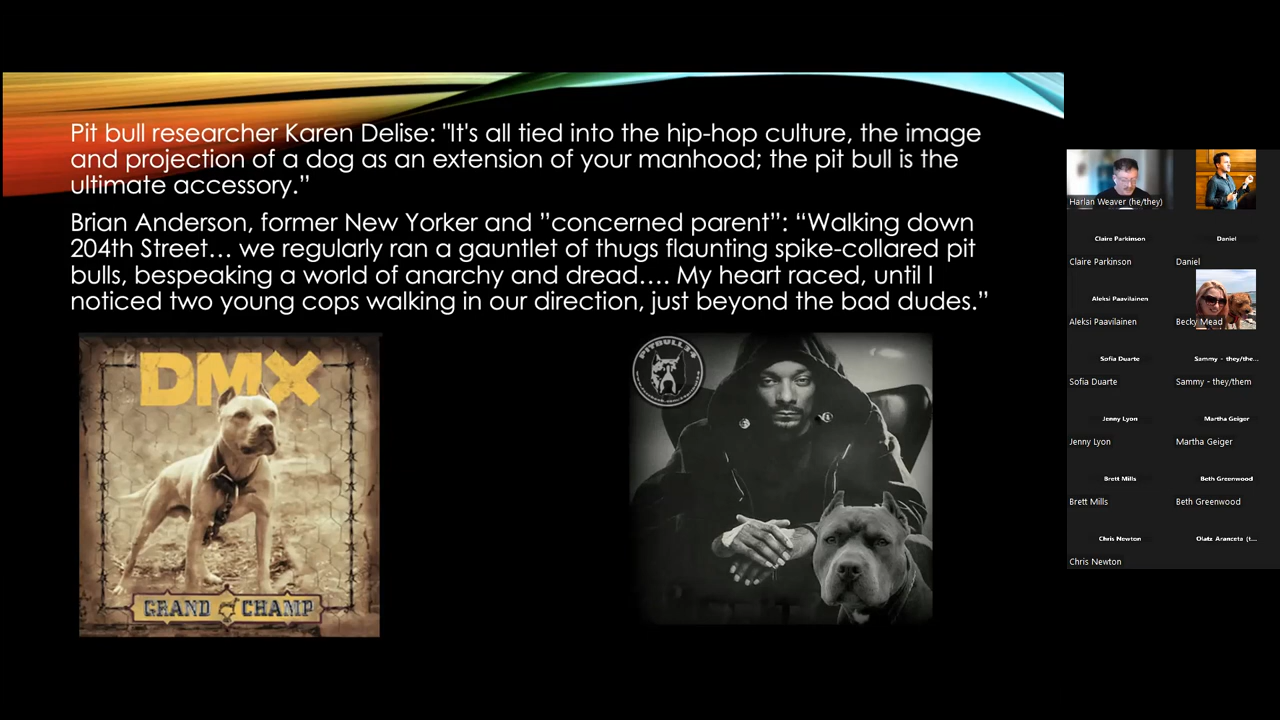 Pit bull researcher Karen Delise: "It's all tied into the hip-hop culture, the image
and projection of a dog as an extension of your manhood; the pit bull is the
ultimate accessory.”
Brian Anderson, former New Yorker and ”concerned parent”: “Walking down
204th Street… we regularly ran a gauntlet of thugs flaunting spike-collared pit
bulls, bespeaking a world of anarchy and dread…. My heart raced, until I
noticed two young cops walking in our direction, just beyond the bad dudes.”
DMX
GRAND CHAMP
Harlan Weaver (he/they)
Claire Parkinson
Daniel
Claire Parkinson
Daniel
Aleksi Paavilainen
Aleksi Paavilainen
Becky Mead
Sofia Duarte
Sammy - they/the...
Sofia Duarte
Sammy - they/them
Jenny Lyon
Martha Geiger
Jenny Lyon
Martha Geiger
Brett Mills
Beth Greenwood
Brett Mills
Beth Greenwood
Chris Newton
Olatz Aranceta (t...
Chris Newton